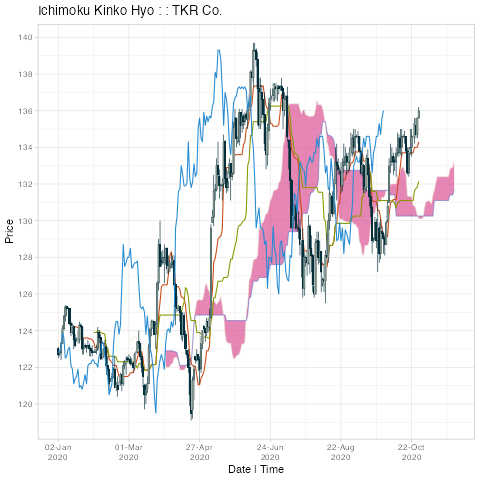 Ichimoku Kinko Hyo : : TKR Co.
140
138
136
134
132
130
128
126
124
122
120
Price
02-Jan 01-Mar 27-Apr 24-Jun 22-Aug 22-Oct
2020 2020 2020 2020 2020 2020
Date | Time